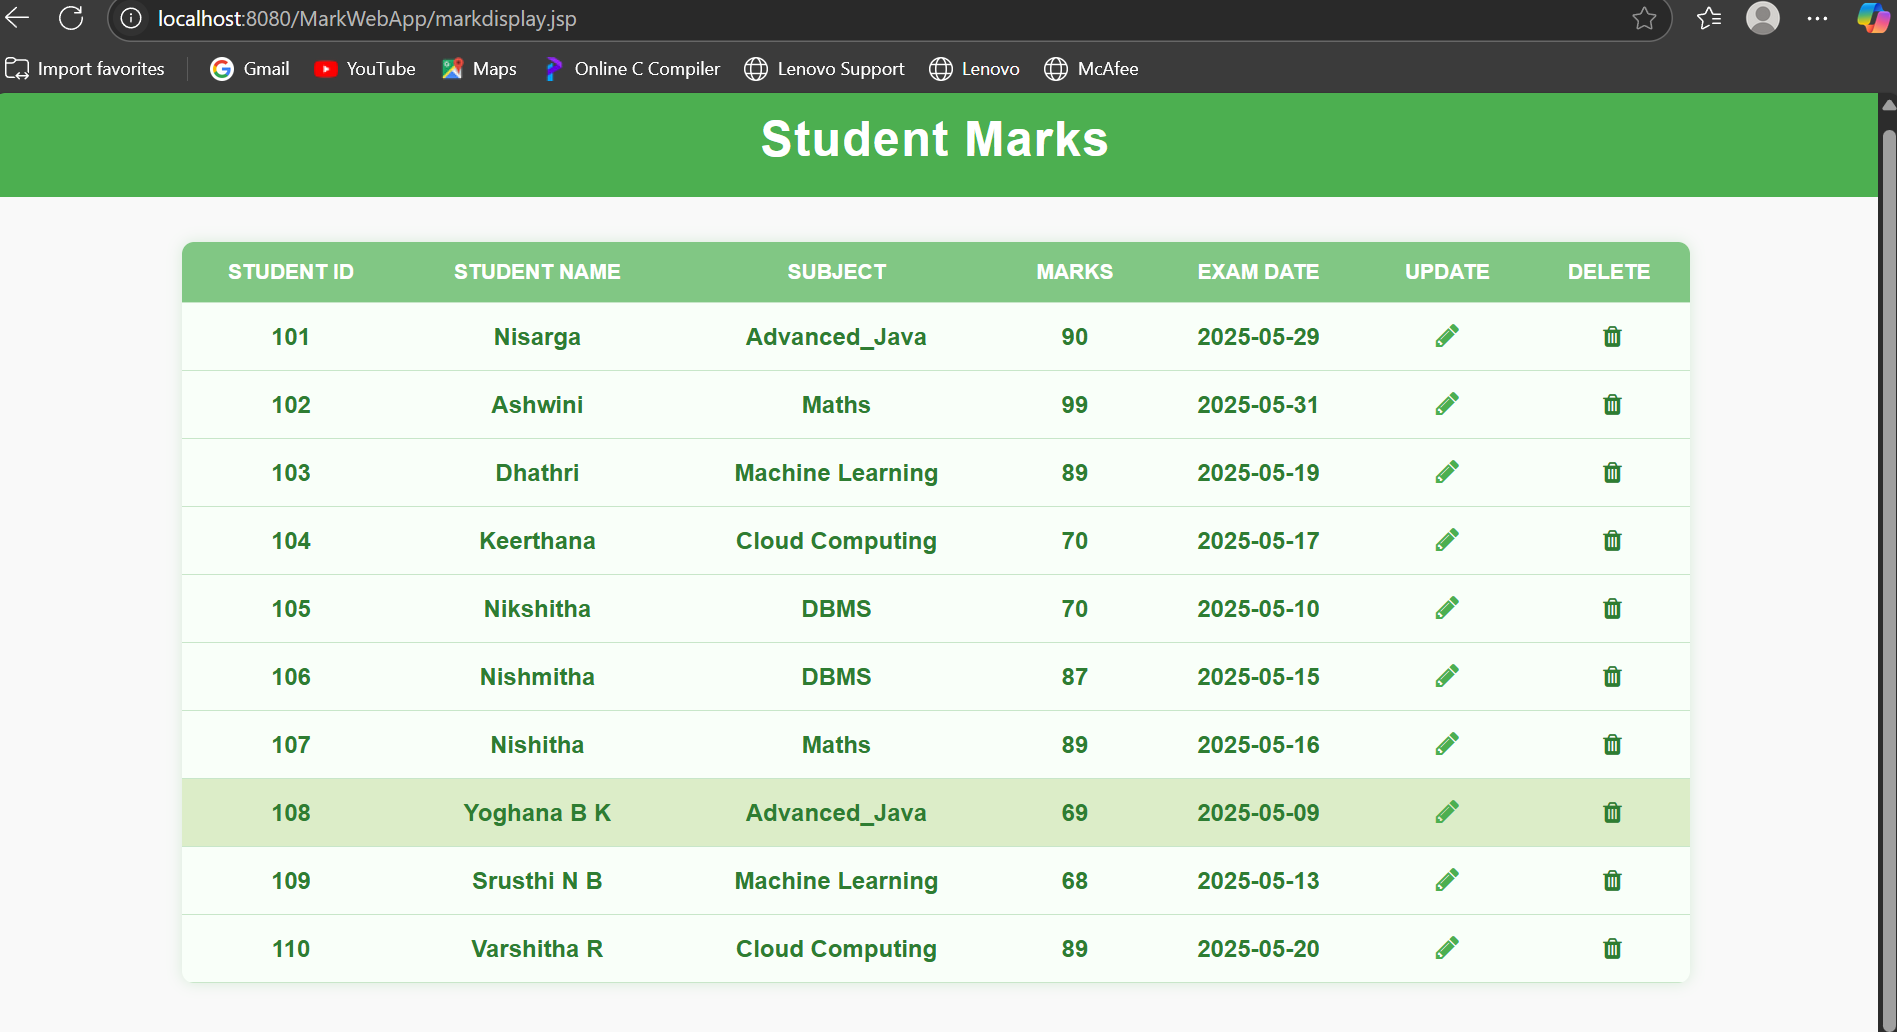 localhost:8080/MarkWebApp/markdisplay.jsp
Import favorites Gmail YouTube Maps Online C Compiler Lenovo Support Lenovo McAfee
Student Marks
STUDENT ID STUDENT NAME SUBJECT MARKS EXAM DATE UPDATE DELETE
101 Nisarga Advanced_Java 90 2025-05-29
102 Ashwini Maths 99 2025-05-31
103 Dhathri Machine Learning 89 2025-05-19
104 Keerthana Cloud Computing 70 2025-05-17
105 Nikshitha DBMS 70 2025-05-10
106 Nishmitha DBMS 87 2025-05-15
107 Nishitha Maths 89 2025-05-16
108 Yoghana B K Advanced_Java 69 2025-05-09
109 Srusthi N B Machine Learning 68 2025-05-13
110 Varshitha R Cloud Computing 89 2025-05-20